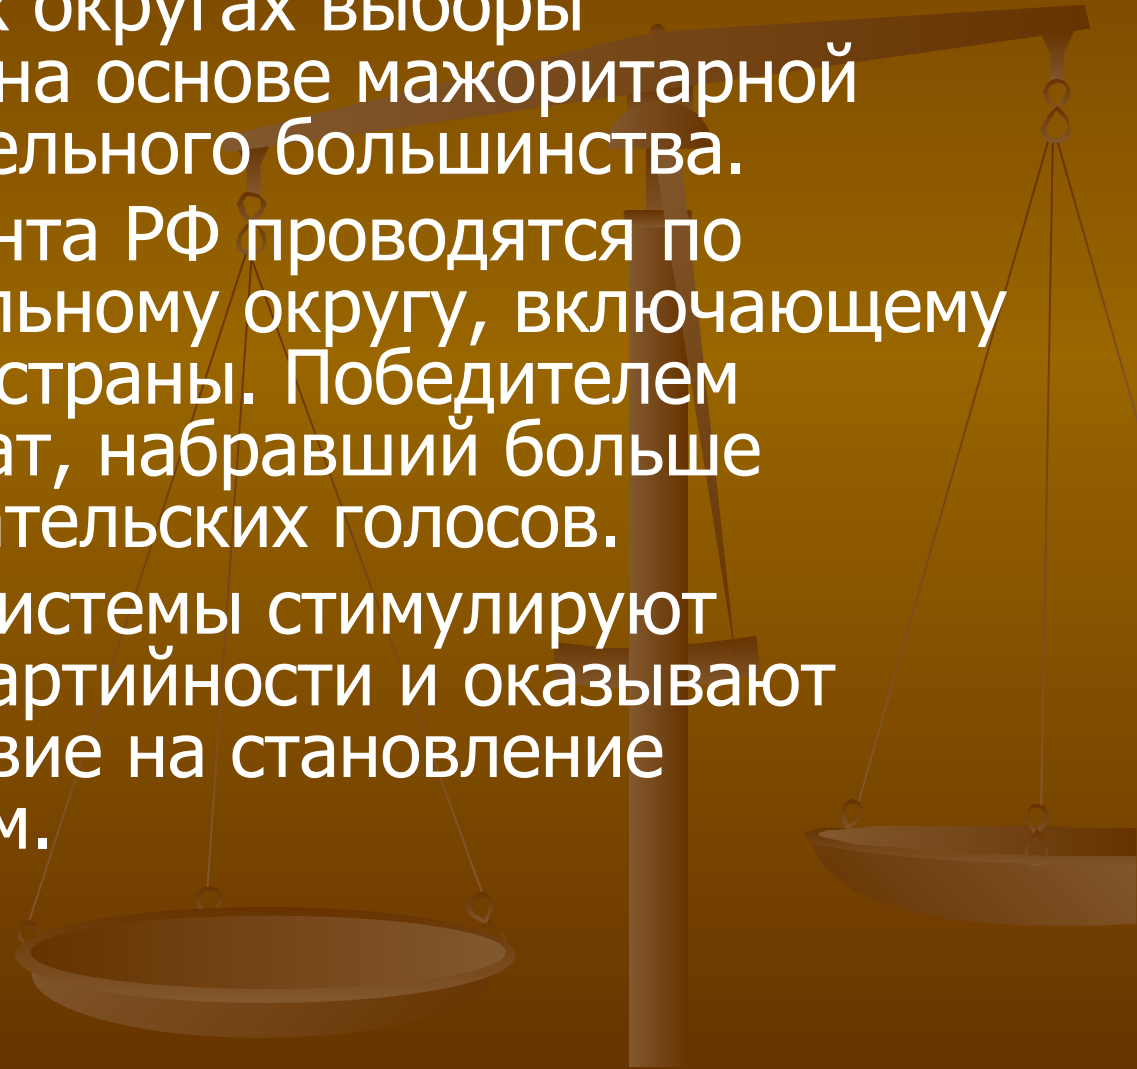 округах выборы
на основе мажоритарной
ельного большинства.
нта РФ проводятся по
льному округу, включающему
страны. Победителем
ат, набравший больше
ательских голосов.
истемы стимулируют
артийности и оказывают
вие на становление
м.